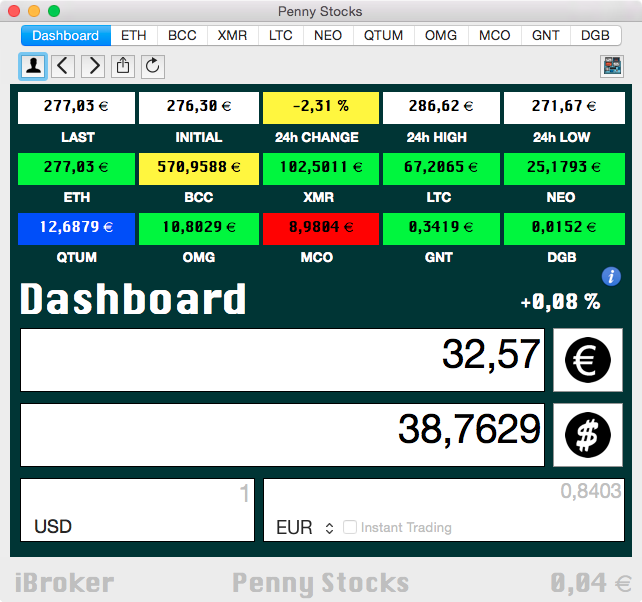 Penny Stocks
Dashboard ETH BCC XMR LTC NEO QTUM OMG MCO GNT DGB
277,03 € 276,30 € -2,31 % 286,62 € 271,67 €
LAST INITIAL 24h CHANGE 24h HIGH 24h LOW
277,03 € 570,9588 € 102,5011 € 67,2065 € 25,1793 €
ETH BCC XMR LTC NEO
12,6879 € 10,8029 € 8,9804 € 0,3419 € 0,0152 €
QTUM OMG MCO GNT DGB
Dashboard +0,08 %
32,57 €
38,7629 $
1 0,8403
USD EUR Instant Trading
iBroker Penny Stocks 0,04 €